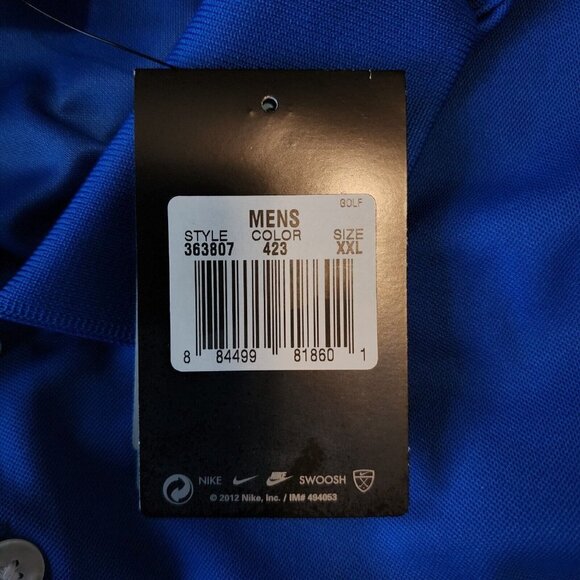 GOLF
MENS
STYLE COLOR SIZE
363807 423 XXL
8 84499 81860 1
NIKE NIKE SWOOSH
© 2012 Nike, Inc. / IM# 494053